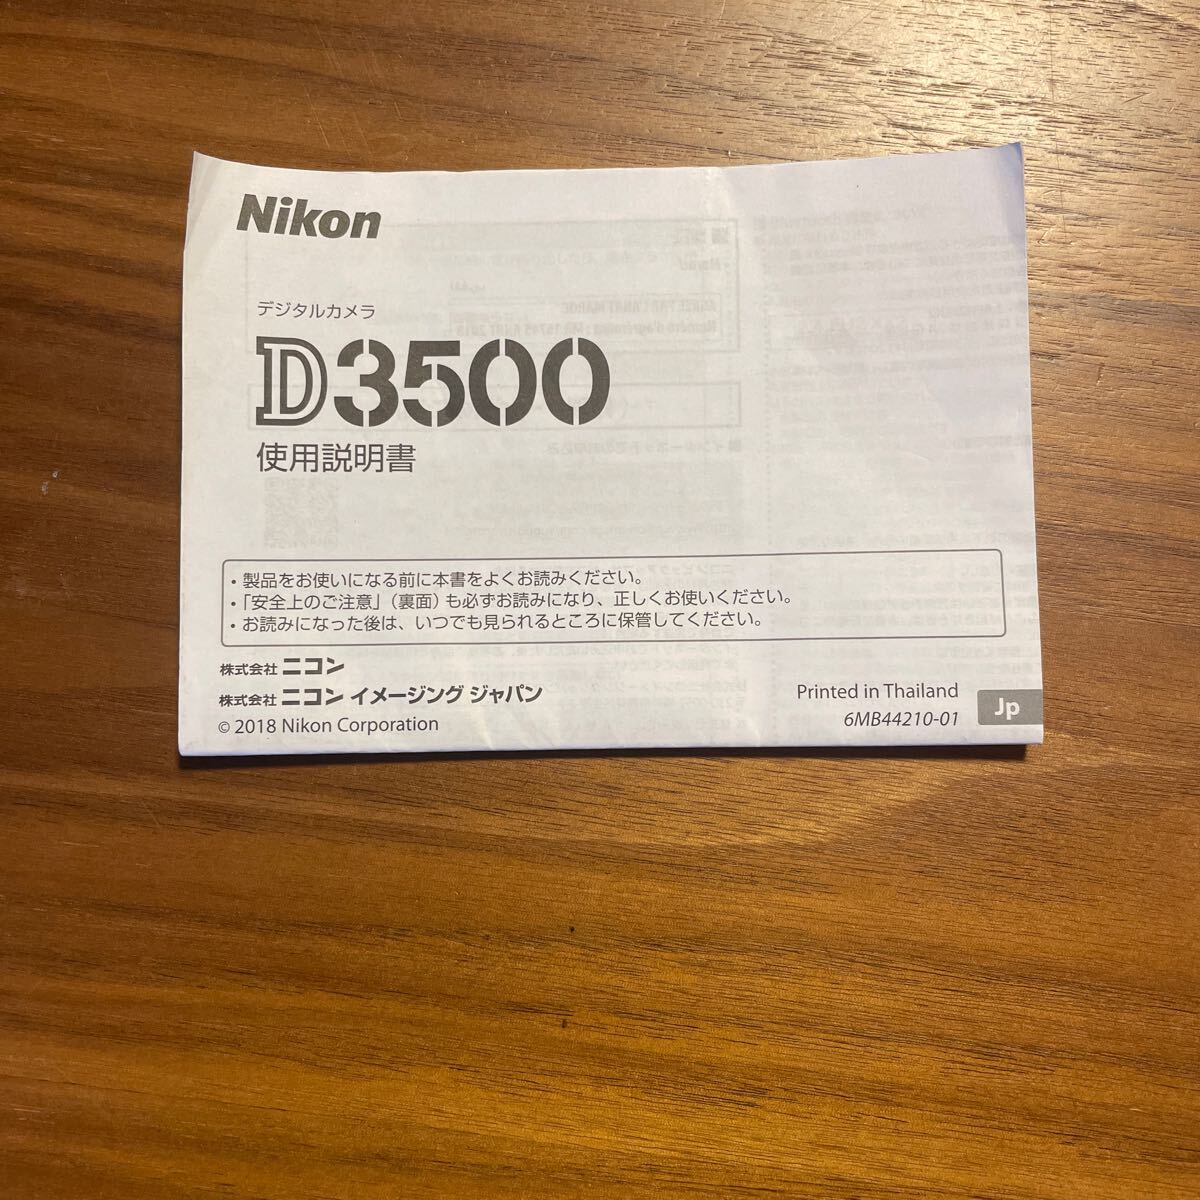 Nikon
デジタルカメラ
D3500
使用説明書
・製品をお使いになる前に本書をよくお読みください。
・「安全上のご注意」（裏面）も必ずお読みになり、正しくお使いください。
・お読みになった後は、いつでも見られるところに保管してください。
株式会社 ニコン
株式会社 ニコン イメージング ジャパン
© 2018 Nikon Corporation
Printed in Thailand
6MB44210-01
Jp